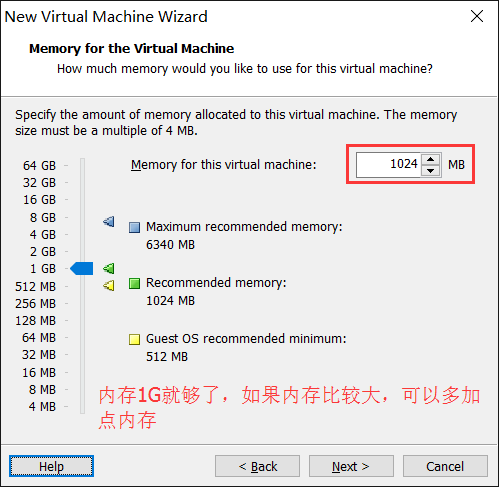 New Virtual Machine Wizard
Memory for the Virtual Machine
How much memory would you like to use for this virtual machine?
Specify the amount of memory allocated to this virtual machine. The memory
size must be a multiple of 4 MB.
Memory for this virtual machine: 1024 MB
64 GB
32 GB
16 GB
8 GB
4 GB
2 GB
1 GB
512 MB
256 MB
128 MB
64 MB
32 MB
16 MB
8 MB
4 MB
Maximum recommended memory:
6340 MB
Recommended memory:
1024 MB
Guest OS recommended minimum:
512 MB
内存1G就够了，如果内存比较大，可以多加
点内存
Help
< Back
Next >
Cancel